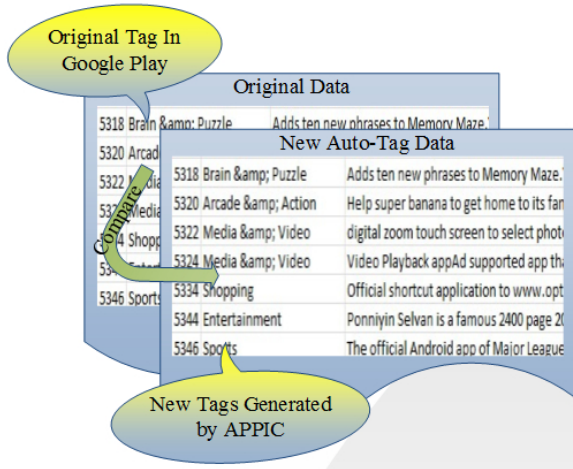 Original Tag In
Google Play
Original Data
5318 Brain &amp; Puzzle Adds ten new phrases to Memory Maze.
5320 Arcad
5322
Media
Shopp
5346 Sports
Compare
New Auto-Tag Data
5318 Brain &amp; Puzzle Adds ten new phrases to Memory Maze.
5320 Arcade &amp; Action Help super banana to get home to its fan
5322 Media &amp; Video digital zoom touch screen to select phot
5324 Media &amp; Video Video Playback appAd supported app tha
5334 Shopping Official shortcut application to www.opt
5344 Entertainment Ponniyin Selvan is a famous 2400 page 20
5346 Sports The official Android app of Major League
New Tags Generated
by APPIC